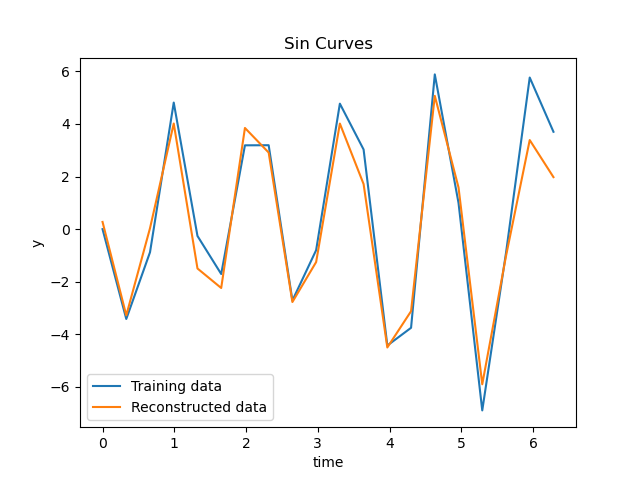 Sin Curves
6
4
2
0
−2
−4
−6
y
Training data
Reconstructed data
0 1 2 3 4 5 6
time